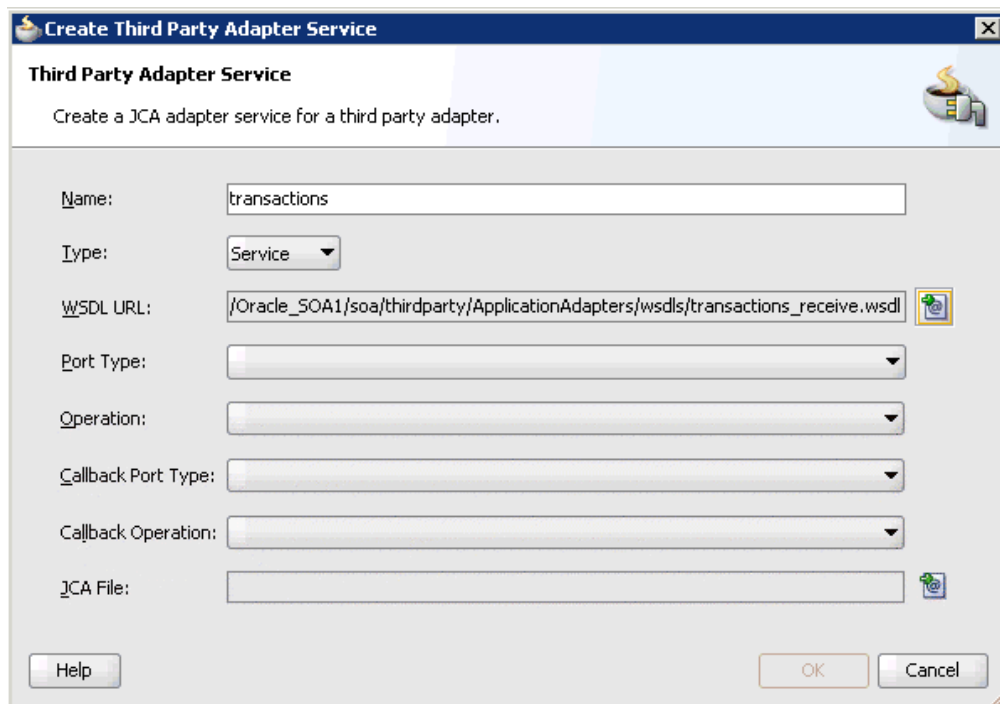 Create Third Party Adapter Service
Third Party Adapter Service
Create a JCA adapter service for a third party adapter.
Name: transactions
Type: Service
WSDL URL: /Oracle_SOA1/soa/thirdparty/ApplicationAdapters/wsdls/transactions_receive.wsdl
Port Type:
Operation:
Callback Port Type:
Callback Operation:
JCA File:
Help OK Cancel